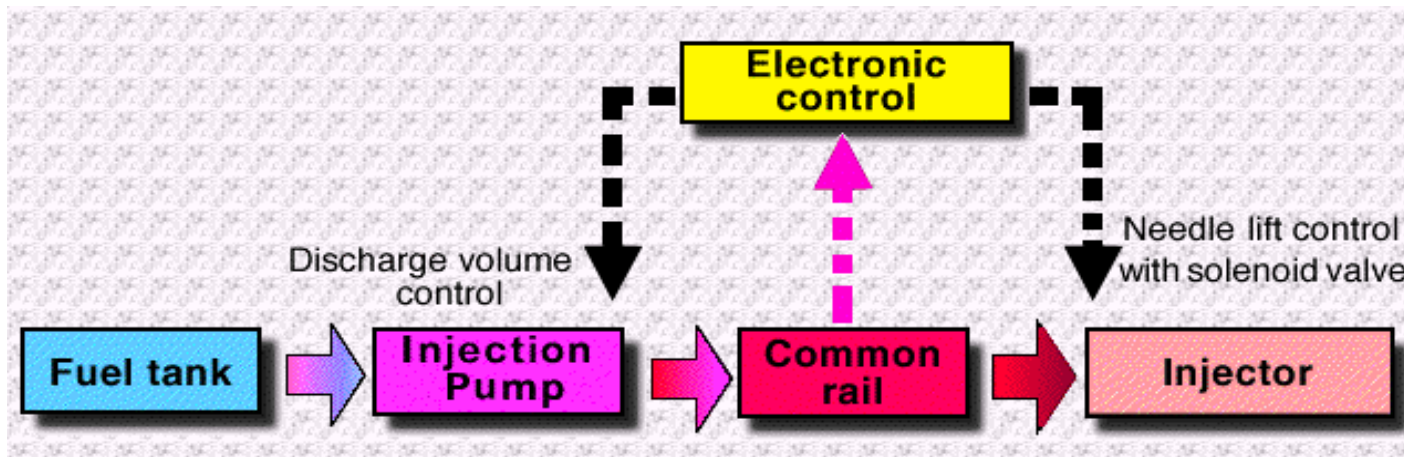 Electronic
control
Discharge volume
control
Needle lift control
with solenoid valve
Fuel tank
Injection
Pump
Common
rail
Injector